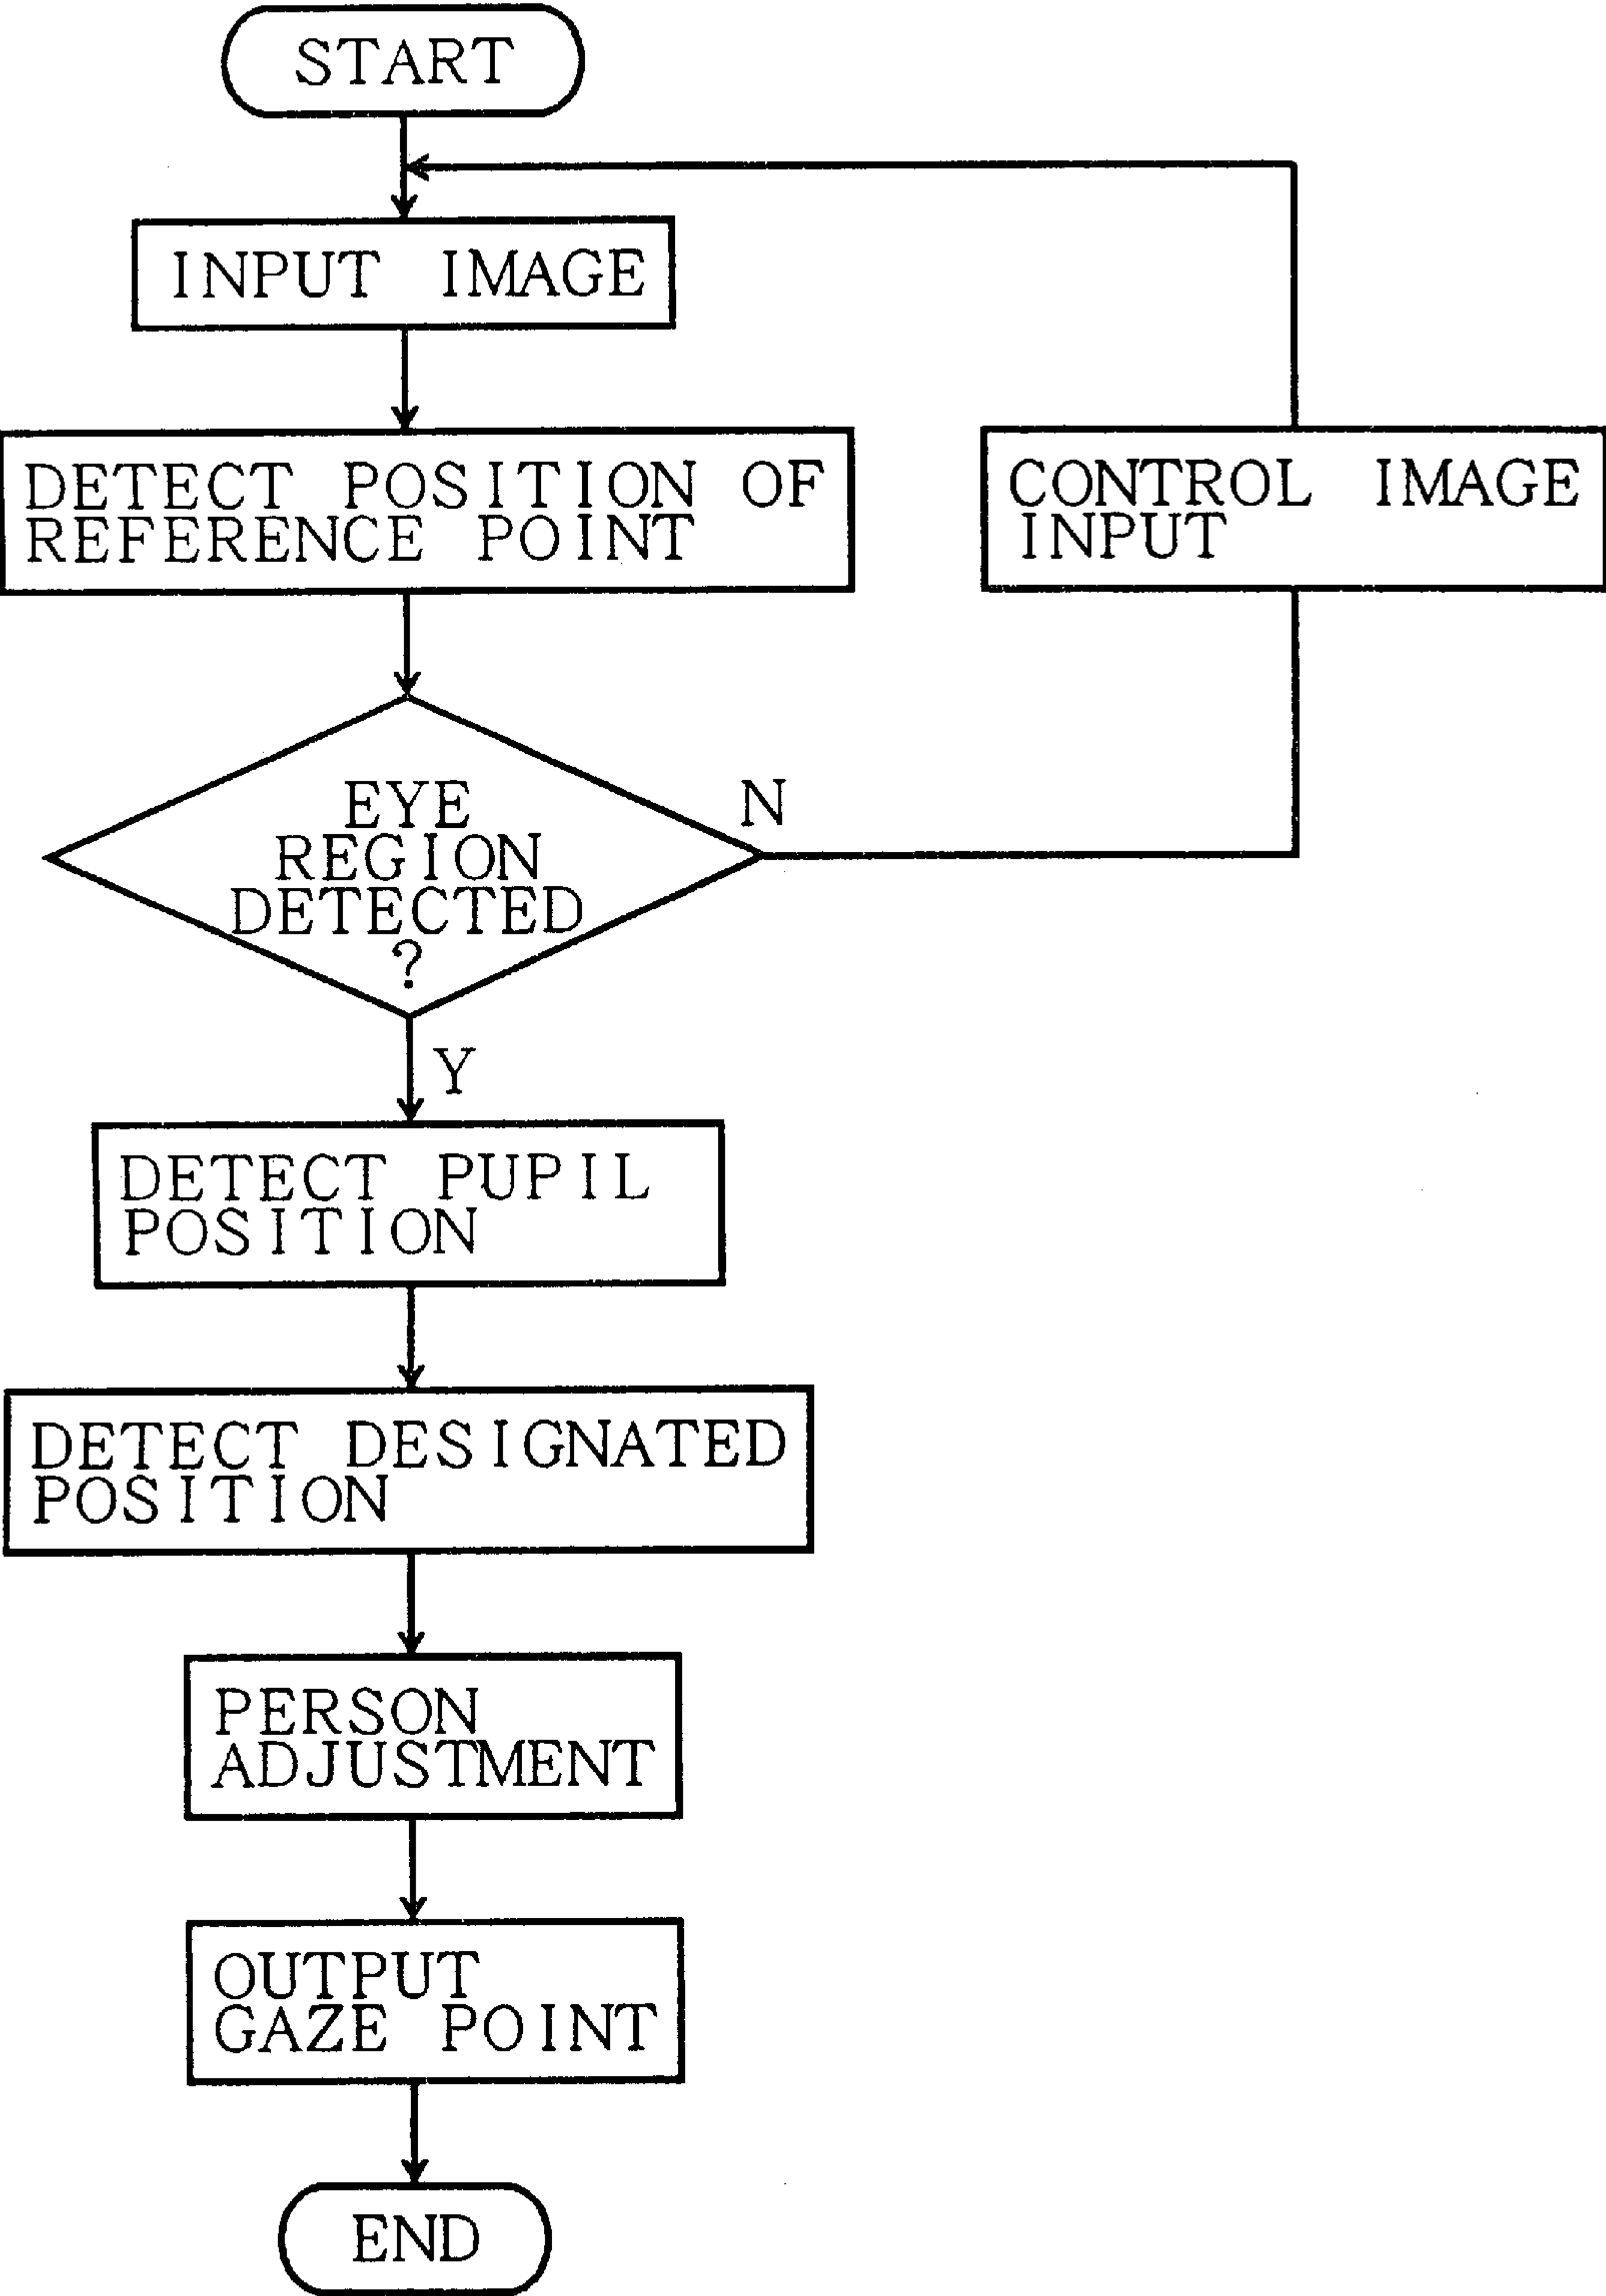 START
INPUT IMAGE
DETECT POSITION OF
REFERENCE POINT
CONTROL IMAGE
INPUT
EYE
REGION
DETECTED
?
N
Y
DETECT PUPIL
POSITION
DETECT DESIGNATED
POSITION
PERSON
ADJUSTMENT
OUTPUT
GAZE POINT
END